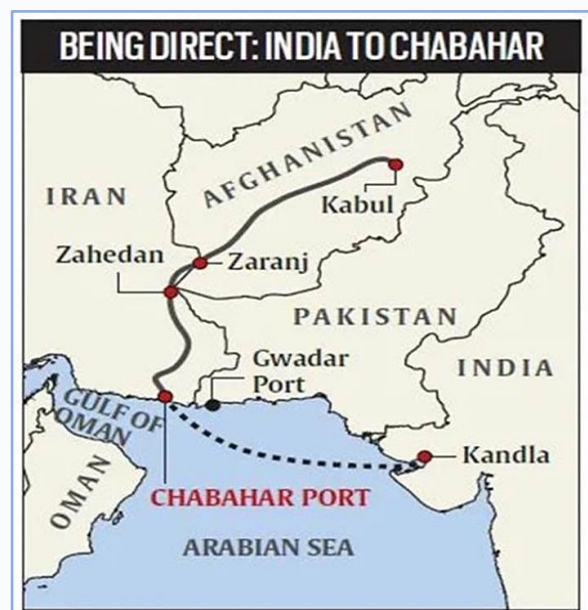 BEING DIRECT: INDIA TO CHABAHAR
AFGHANISTAN
IRAN
Kabul
Zahedan
Zaranj
PAKISTAN
Gwadar
Port
INDIA
GULF OF
OMAN
Kandla
OMAN
CHABAHAR PORT
ARABIAN SEA